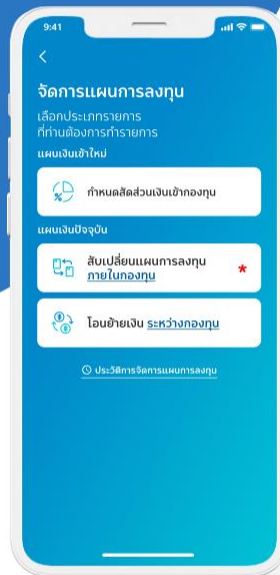 9:41
จัดการแผนการลงทุน
เลือกประเภทรายการ
ที่ท่านต้องการทำรายการ
แผนเงินเข้าใหม่
กำหนดสัดส่วนเงินเข้ากองทุน
แผนเงินปัจจุบัน
สับเปลี่ยนแผนการลงทุน
ภายในกองทุน *
โอนย้ายเงิน ระหว่างกองทุน
ประวัติการจัดการแผนการลงทุน